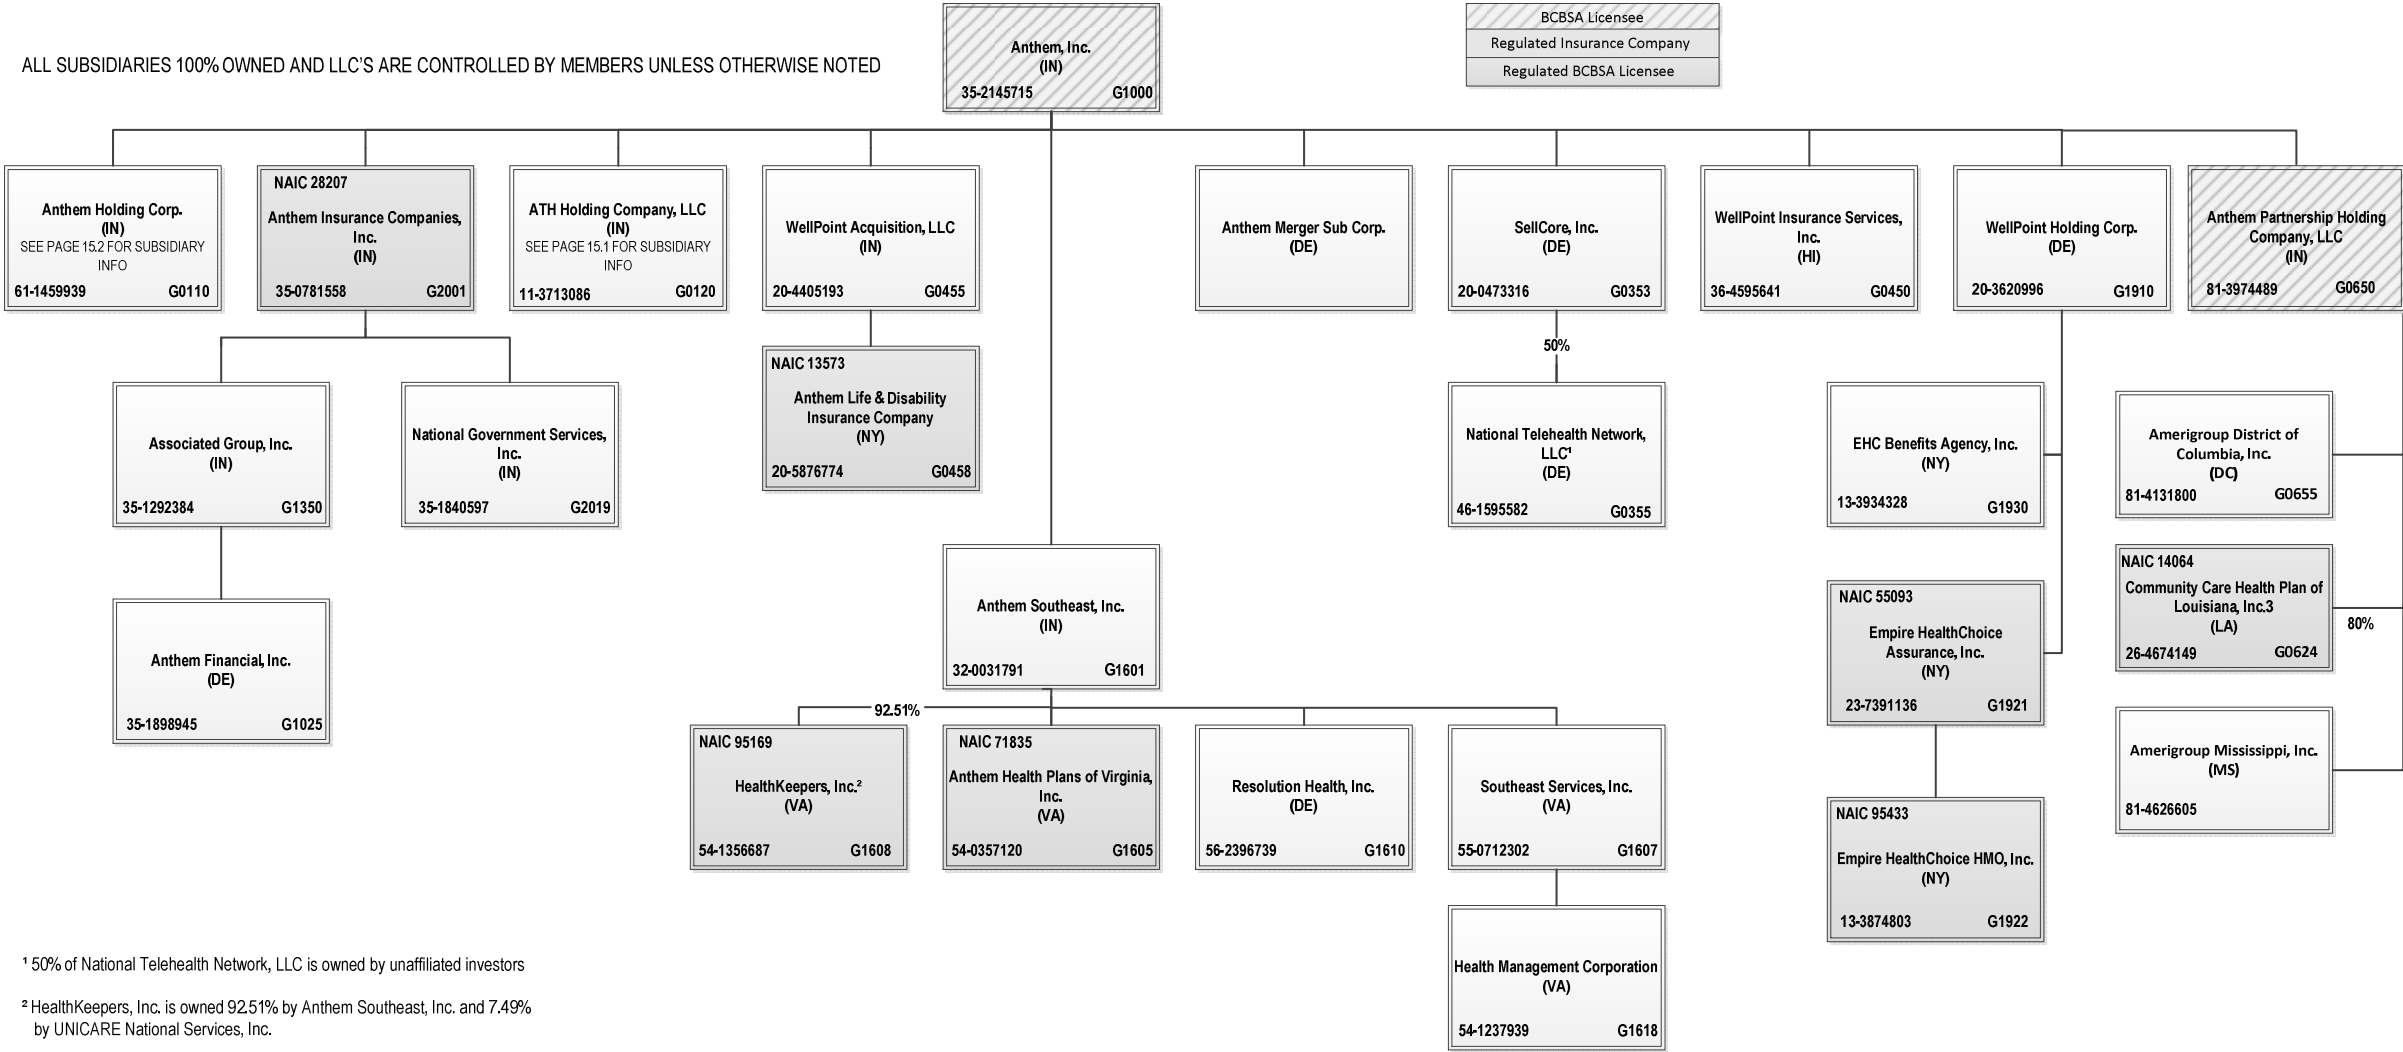 Anthem, Inc.
(IN)
35-2145715 G1000
BCBSA Licensee
Regulated Insurance Company
Regulated BCBSA Licensee
ALL SUBSIDIARIES 100% OWNED AND LLC'S ARE CONTROLLED BY MEMBERS UNLESS OTHERWISE NOTED
Anthem Holding Corp.
(IN)
SEE PAGE 15.2 FOR SUBSIDIARY
INFO
61-1459939 G0110
NAIC 28207
Anthem Insurance Companies,
Inc.
(IN)
35-0781558 G2001
ATH Holding Company, LLC
(IN)
SEE PAGE 15.1 FOR SUBSIDIARY
INFO
11-3713086 G0120
WellPoint Acquisition, LLC
(IN)
20-4405193 G0455
Anthem Merger Sub Corp.
(DE)
SellCore, Inc.
(DE)
20-0473316 G0353
WellPoint Insurance Services,
Inc.
(HI)
36-4595641 G0450
WellPoint Holding Corp.
(DE)
20-3620996 G1910
Anthem Partnership Holding
Company, LLC
(IN)
81-3974489 G0650
Associated Group, Inc.
(IN)
35-1292384 G1350
National Government Services,
Inc.
(IN)
35-1840597 G2019
NAIC 13573
Anthem Life & Disability
Insurance Company
(NY)
20-5876774 G0458
50%
National Telehealth Network,
LLC¹
(DE)
46-1595582 G0355
EHC Benefits Agency, Inc.
(NY)
13-3934328 G1930
Amerigroup District of
Columbia, Inc.
(DC)
81-4131800 G0655
Anthem Financial, Inc.
(DE)
35-1898945 G1025
Anthem Southeast, Inc.
(IN)
32-0031791 G1601
NAIC 55093
Empire HealthChoice
Assurance, Inc.
(NY)
23-7391136 G1921
NAIC 14064
Community Care Health Plan of
Louisiana, Inc.3
(LA)
26-4674149 G0624
80%
92.51%
NAIC 95169
HealthKeepers, Inc.²
(VA)
54-1356687 G1608
NAIC 71835
Anthem Health Plans of Virginia,
Inc.
(VA)
54-0357120 G1605
Resolution Health, Inc.
(DE)
56-2396739 G1610
Southeast Services, Inc.
(VA)
55-0712302 G1607
NAIC 95433
Empire HealthChoice HMO, Inc.
(NY)
13-3874803 G1922
Amerigroup Mississippi, Inc.
(MS)
81-4626605
Health Management Corporation
(VA)
54-1237939 G1618
¹ 50% of National Telehealth Network, LLC is owned by unaffiliated investors
² HealthKeepers, Inc. is owned 92.51% by Anthem Southeast, Inc. and 7.49%
by UNICARE National Services, Inc.